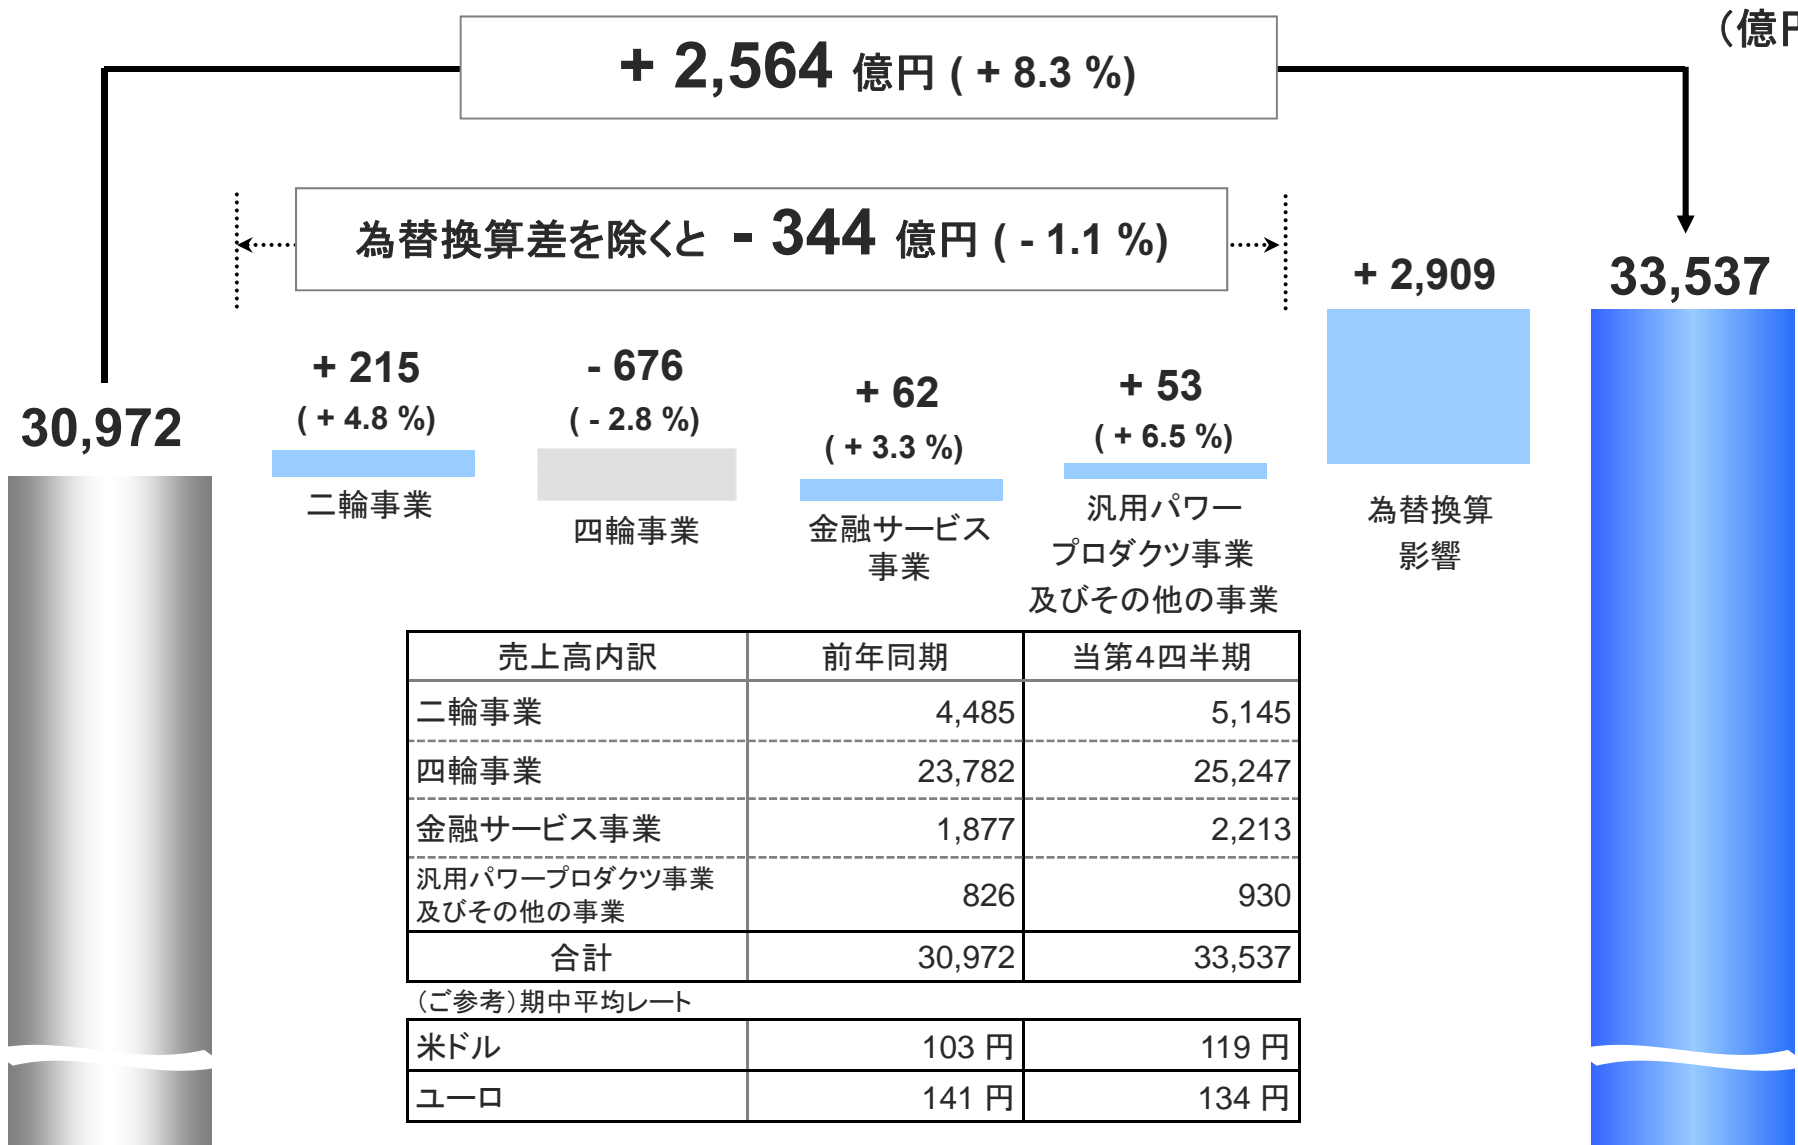 （億円
+ 2,564 億円 ( + 8.3 %)
為替換算差を除くと - 344 億円 ( - 1.1 %)
30,972
+ 215
( + 4.8 %)
二輪事業
- 676
( - 2.8 %)
四輪事業
+ 62
( + 3.3 %)
金融サービス
事業
+ 53
( + 6.5 %)
汎用パワー
プロダクツ事業
及びその他の事業
+ 2,909
為替換算
影響
33,537
売上高内訳 前年同期 当第4四半期
二輪事業 4,485 5,145
四輪事業 23,782 25,247
金融サービス事業 1,877 2,213
汎用パワープロダクツ事業
及びその他の事業 826 930
合計 30,972 33,537
（ご参考）期中平均レート
米ドル 103 円 119 円
ユーロ 141 円 134 円